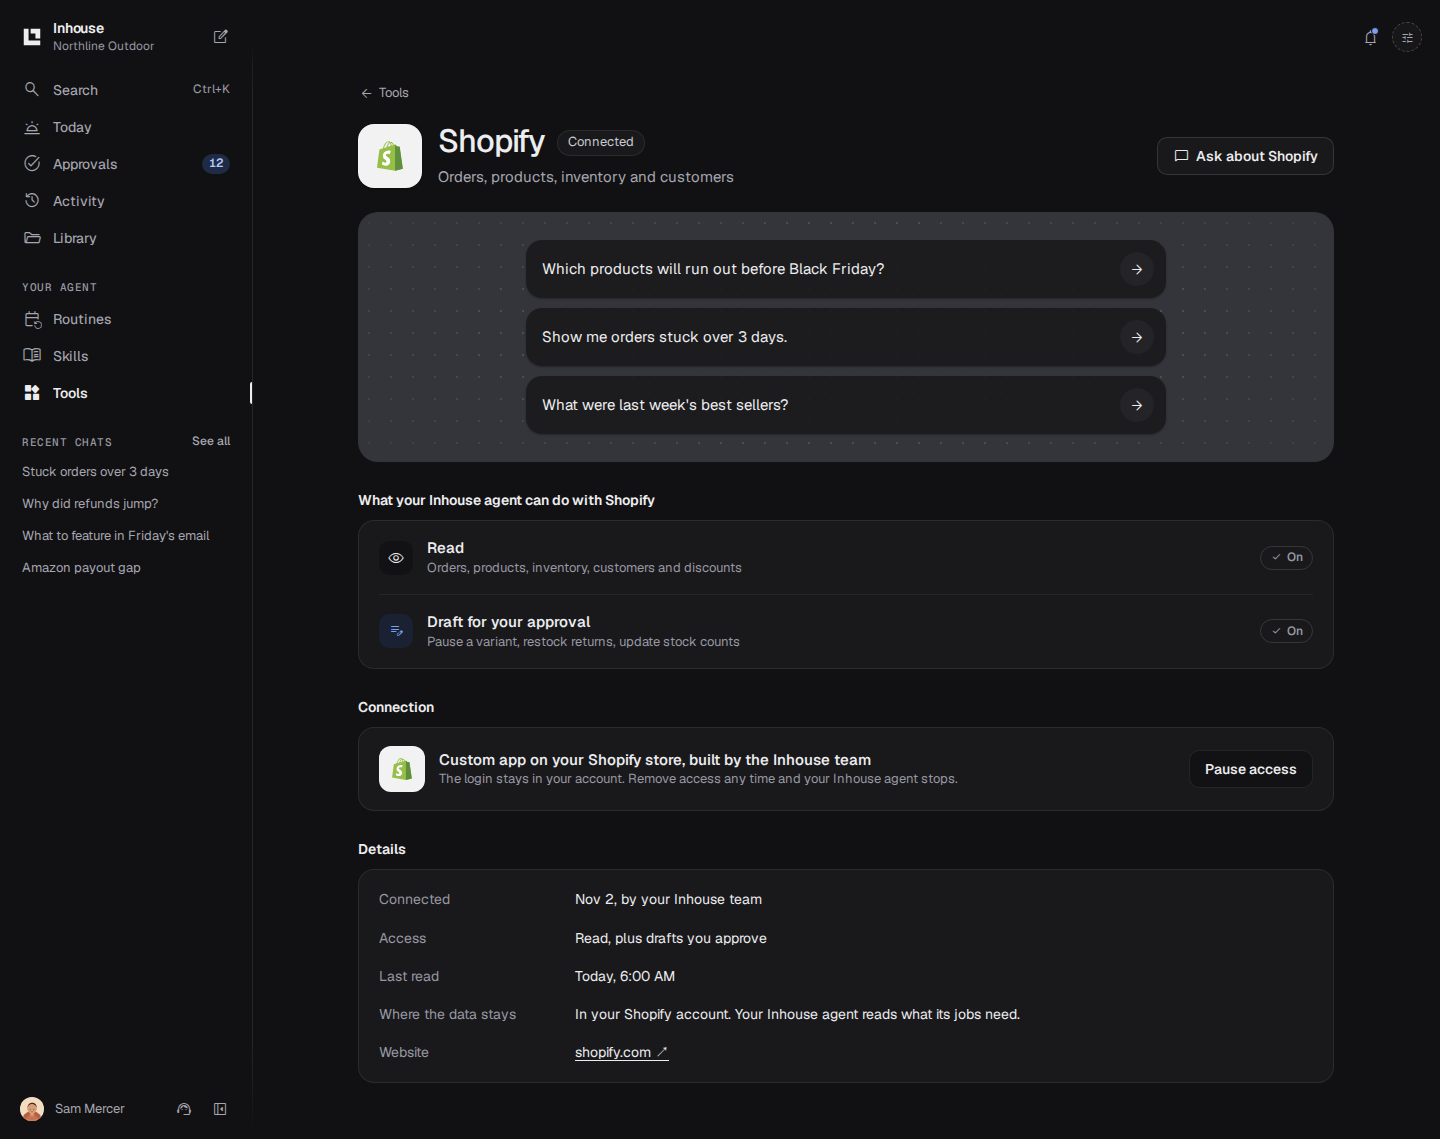 Inhouse
Northline Outdoor
Search Ctrl+K
Today
Approvals 12
Activity
Library
YOUR AGENT
Routines
Skills
Tools
RECENT CHATS See all
Stuck orders over 3 days
Why did refunds jump?
What to feature in Friday's email
Amazon payout gap
Sam Mercer
← Tools
Shopify Connected
Orders, products, inventory and customers
Ask about Shopify
Which products will run out before Black Friday?
Show me orders stuck over 3 days.
What were last week's best sellers?
What your Inhouse agent can do with Shopify
Read
Orders, products, inventory, customers and discounts
On
Draft for your approval
Pause a variant, restock returns, update stock counts
On
Connection
Custom app on your Shopify store, built by the Inhouse team
The login stays in your account. Remove access any time and your Inhouse agent stops.
Pause access
Details
Connected Nov 2, by your Inhouse team
Access Read, plus drafts you approve
Last read Today, 6:00 AM
Where the data stays In your Shopify account. Your Inhouse agent reads what its jobs need.
Website shopify.com ↗